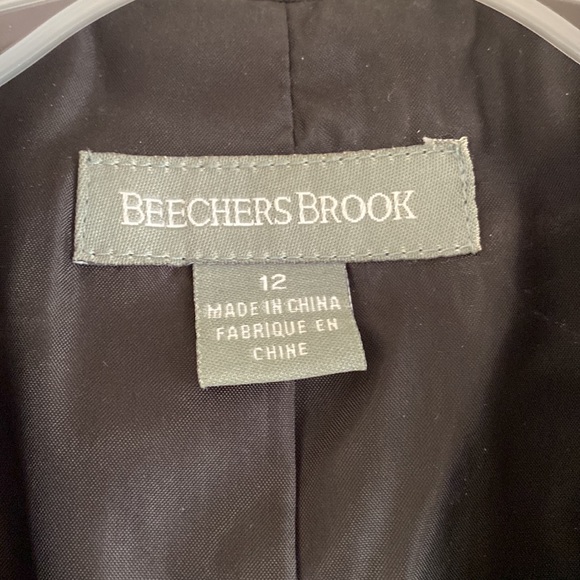 BEECHERS BROOK
12
MADE IN CHINA
FABRIQUE EN
CHINE